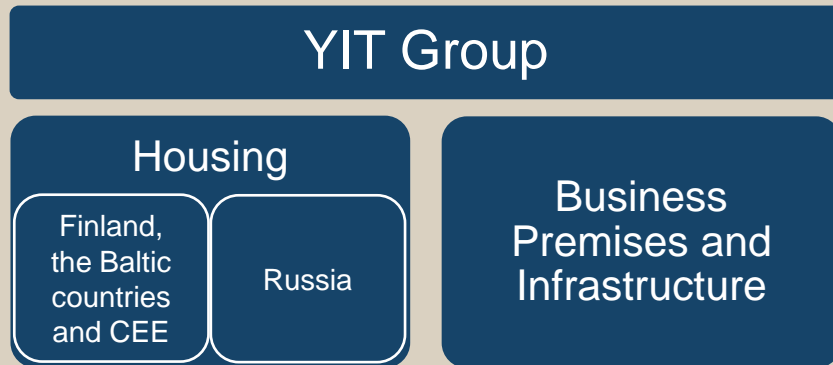 YIT Group
Housing
Finland,
the Baltic
countries
and CEE
Russia
Business
Premises and
Infrastructure